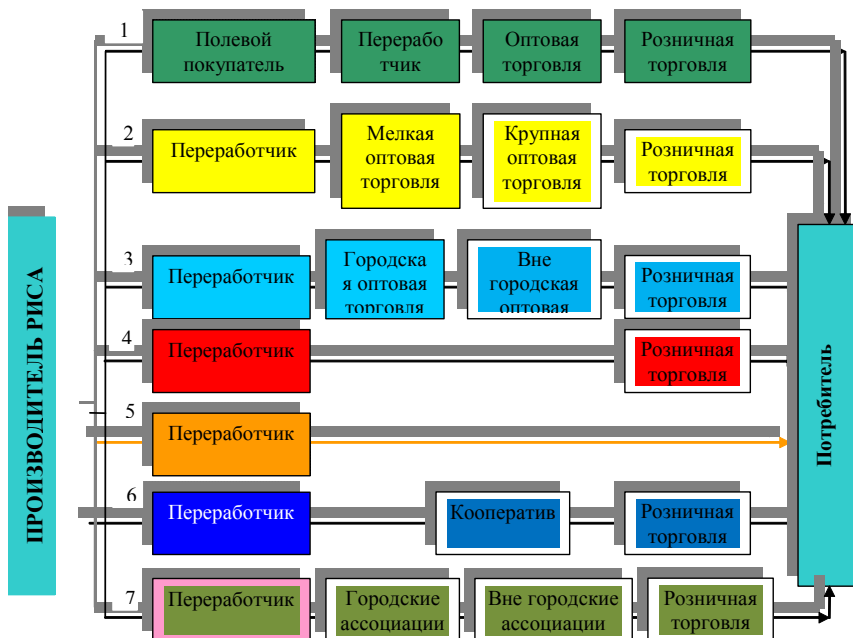 ПРОИЗВОДИТЕЛЬ РИСА
1
Полевой
покупатель
Перерабо
тчик
Оптовая
торговля
Розничная
торговля
2
Переработчик
Мелкая
оптовая
торговля
Крупная
оптовая
торговля
Розничная
торговля
3
Переработчик
Городска
я оптовая
торговля
Вне
городская
оптовая
Розничная
торговля
4
Переработчик
Розничная
торговля
5
Переработчик
6
Переработчик
Кооператив
Розничная
торговля
7
Переработчик
Городские
ассоциации
Вне городские
ассоциации
Розничная
торговля
Потребитель